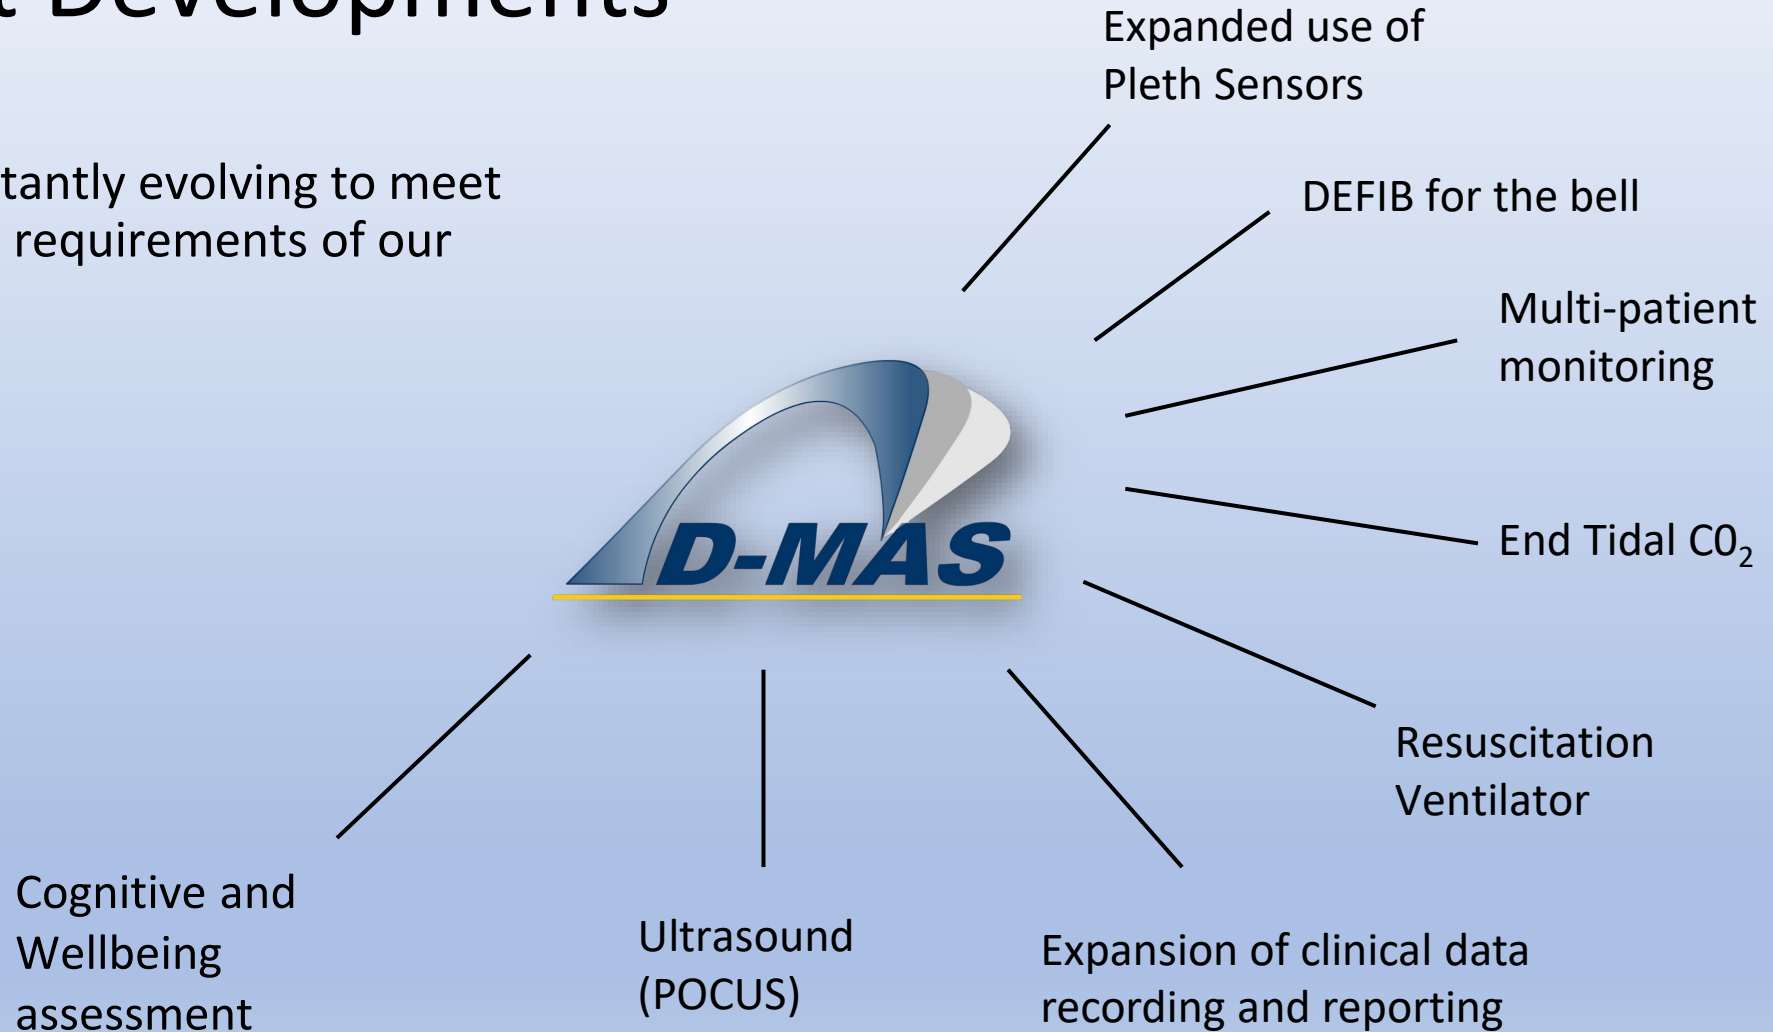 Developments
tantly evolving to meet
requirements of our
Expanded use of
Pleth Sensors
DEFIB for the bell
Multi-patient
monitoring
End Tidal C0₂
Resuscitation
Ventilator
Expansion of clinical data
recording and reporting
Ultrasound
(POCUS)
Cognitive and
Wellbeing
assessment
D-MAS